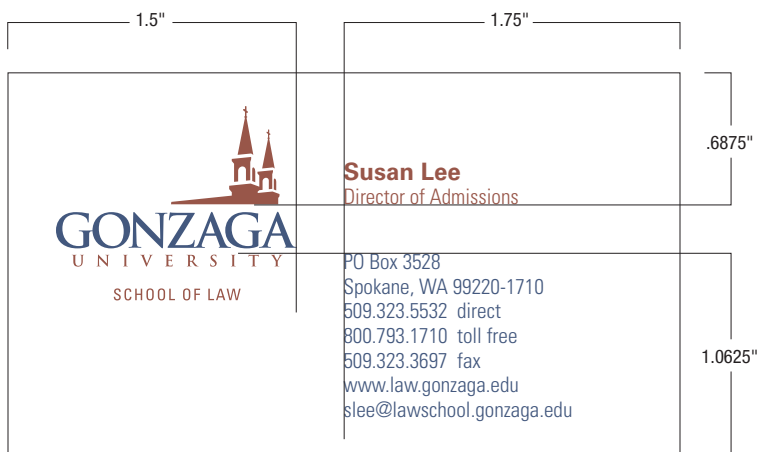 1.5"
1.75"
.6875"
GONZAGA
UNIVERSITY
SCHOOL OF LAW
Susan Lee
Director of Admissions
PO Box 3528
Spokane, WA 99220-1710
509.323.5532 direct
800.793.1710 toll free
509.323.3697 fax
www.law.gonzaga.edu
slee@lawschool.gonzaga.edu
1.0625"